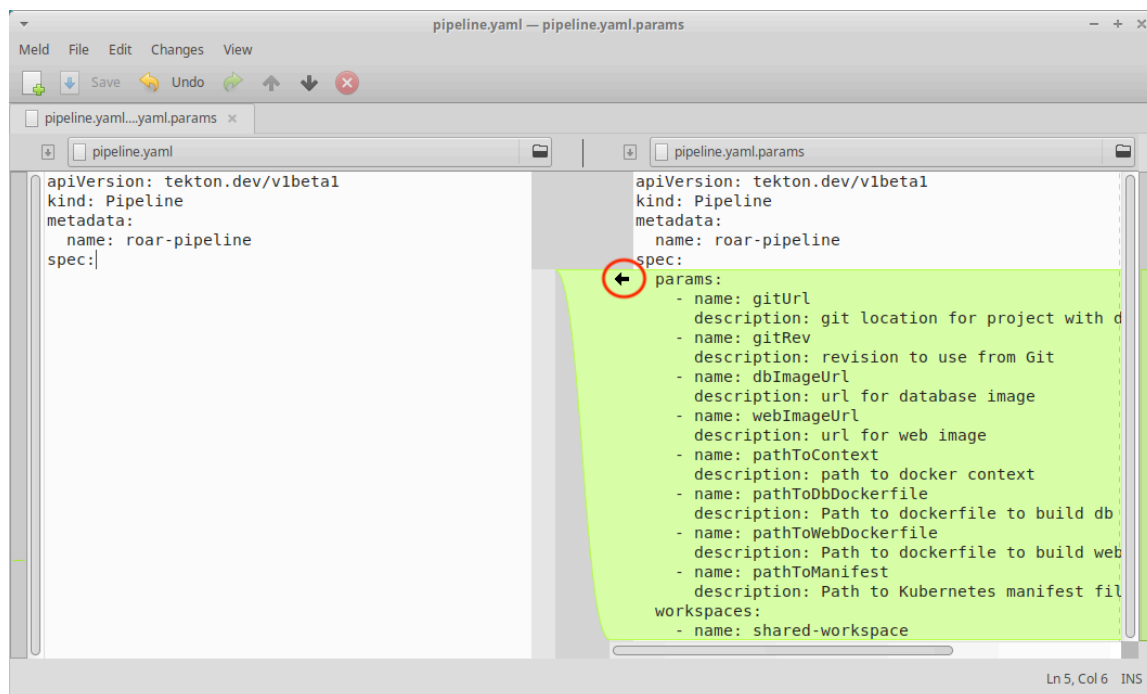 pipeline.yaml — pipeline.yaml.params
Meld File Edit Changes View
Save Undo
pipeline.yaml....yaml.params
pipeline.yaml
pipeline.yaml.params
apiVersion: tekton.dev/v1beta1
kind: Pipeline
metadata:
  name: roar-pipeline
spec:
apiVersion: tekton.dev/v1beta1
kind: Pipeline
metadata:
  name: roar-pipeline
spec:
  params:
    - name: gitUrl
      description: git location for project with d
    - name: gitRev
      description: revision to use from Git
    - name: dbImageUrl
      description: url for database image
    - name: webImageUrl
      description: url for web image
    - name: pathToContext
      description: path to docker context
    - name: pathToDbDockerfile
      description: Path to dockerfile to build db
    - name: pathToWebDockerfile
      description: Path to dockerfile to build web
    - name: pathToManifest
      description: Path to Kubernetes manifest fil
  workspaces:
    - name: shared-workspace
Ln 5, Col 6 INS